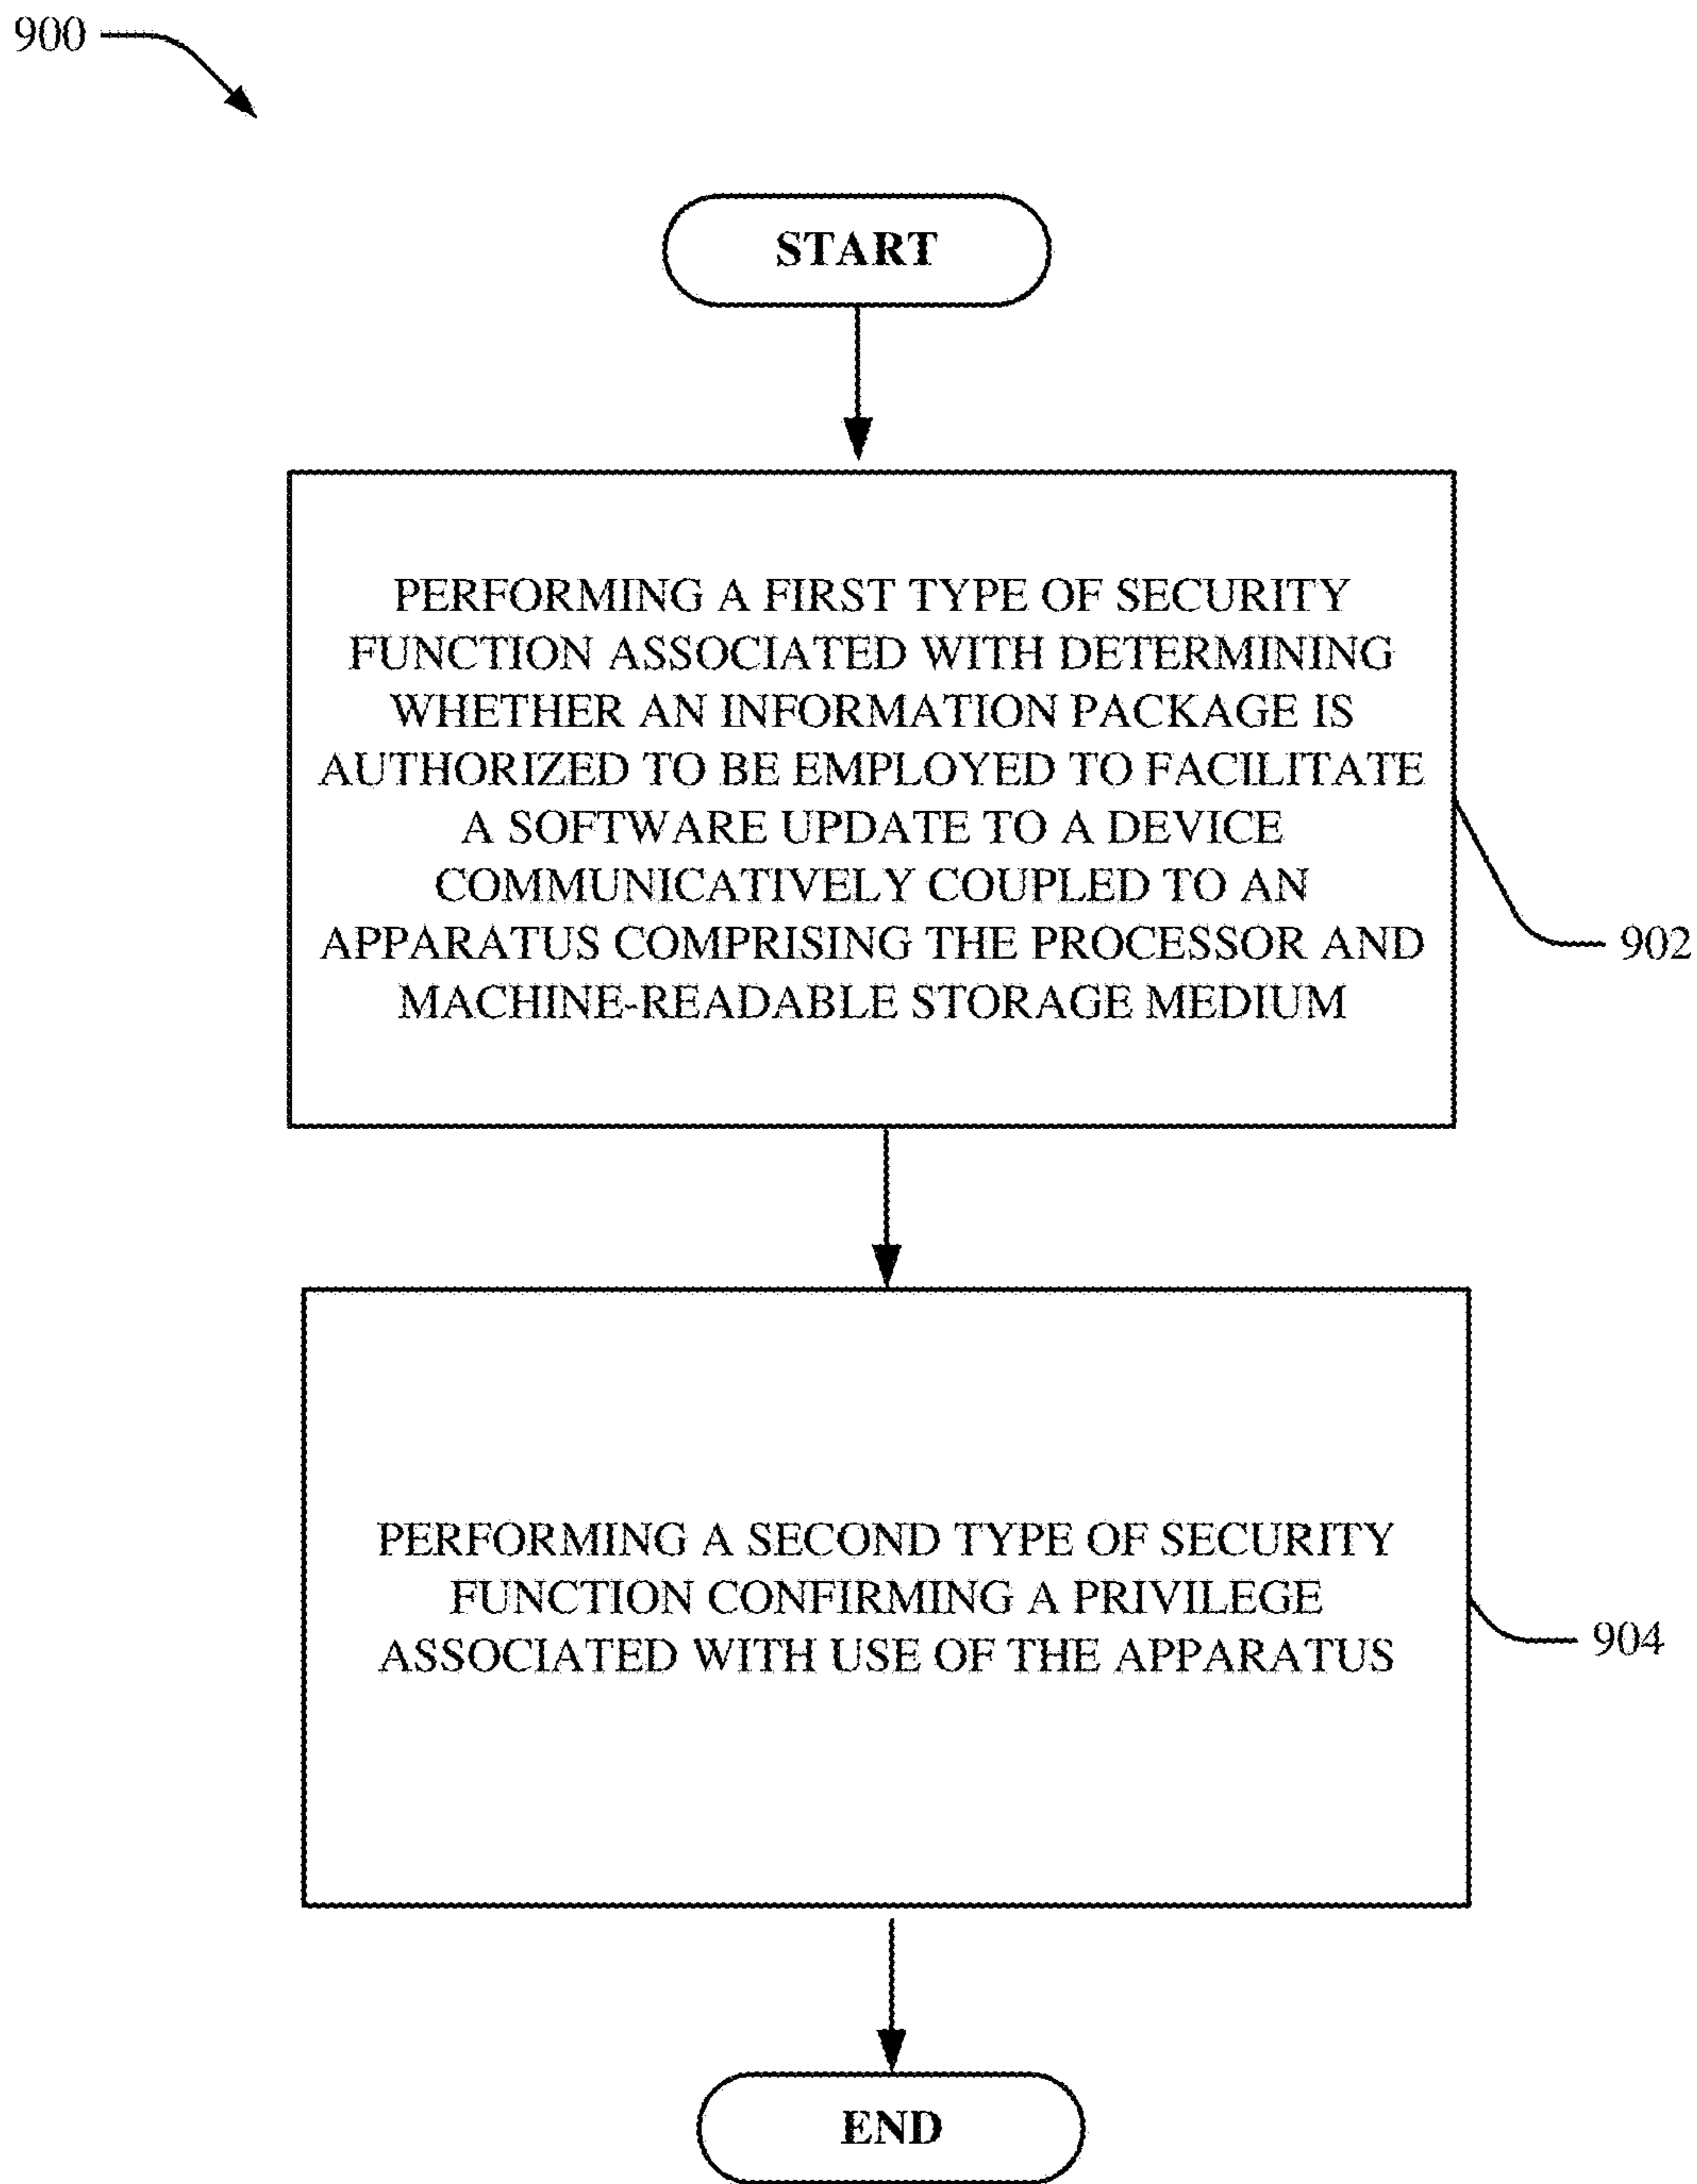 900
START
PERFORMING A FIRST TYPE OF SECURITY
FUNCTION ASSOCIATED WITH DETERMINING
WHETHER AN INFORMATION PACKAGE IS
AUTHORIZED TO BE EMPLOYED TO FACILITATE
A SOFTWARE UPDATE TO A DEVICE
COMMUNICATIVELY COUPLED TO AN
APPARATUS COMPRISING THE PROCESSOR AND
MACHINE-READABLE STORAGE MEDIUM
902
PERFORMING A SECOND TYPE OF SECURITY
FUNCTION CONFIRMING A PRIVILEGE
ASSOCIATED WITH USE OF THE APPARATUS
904
END